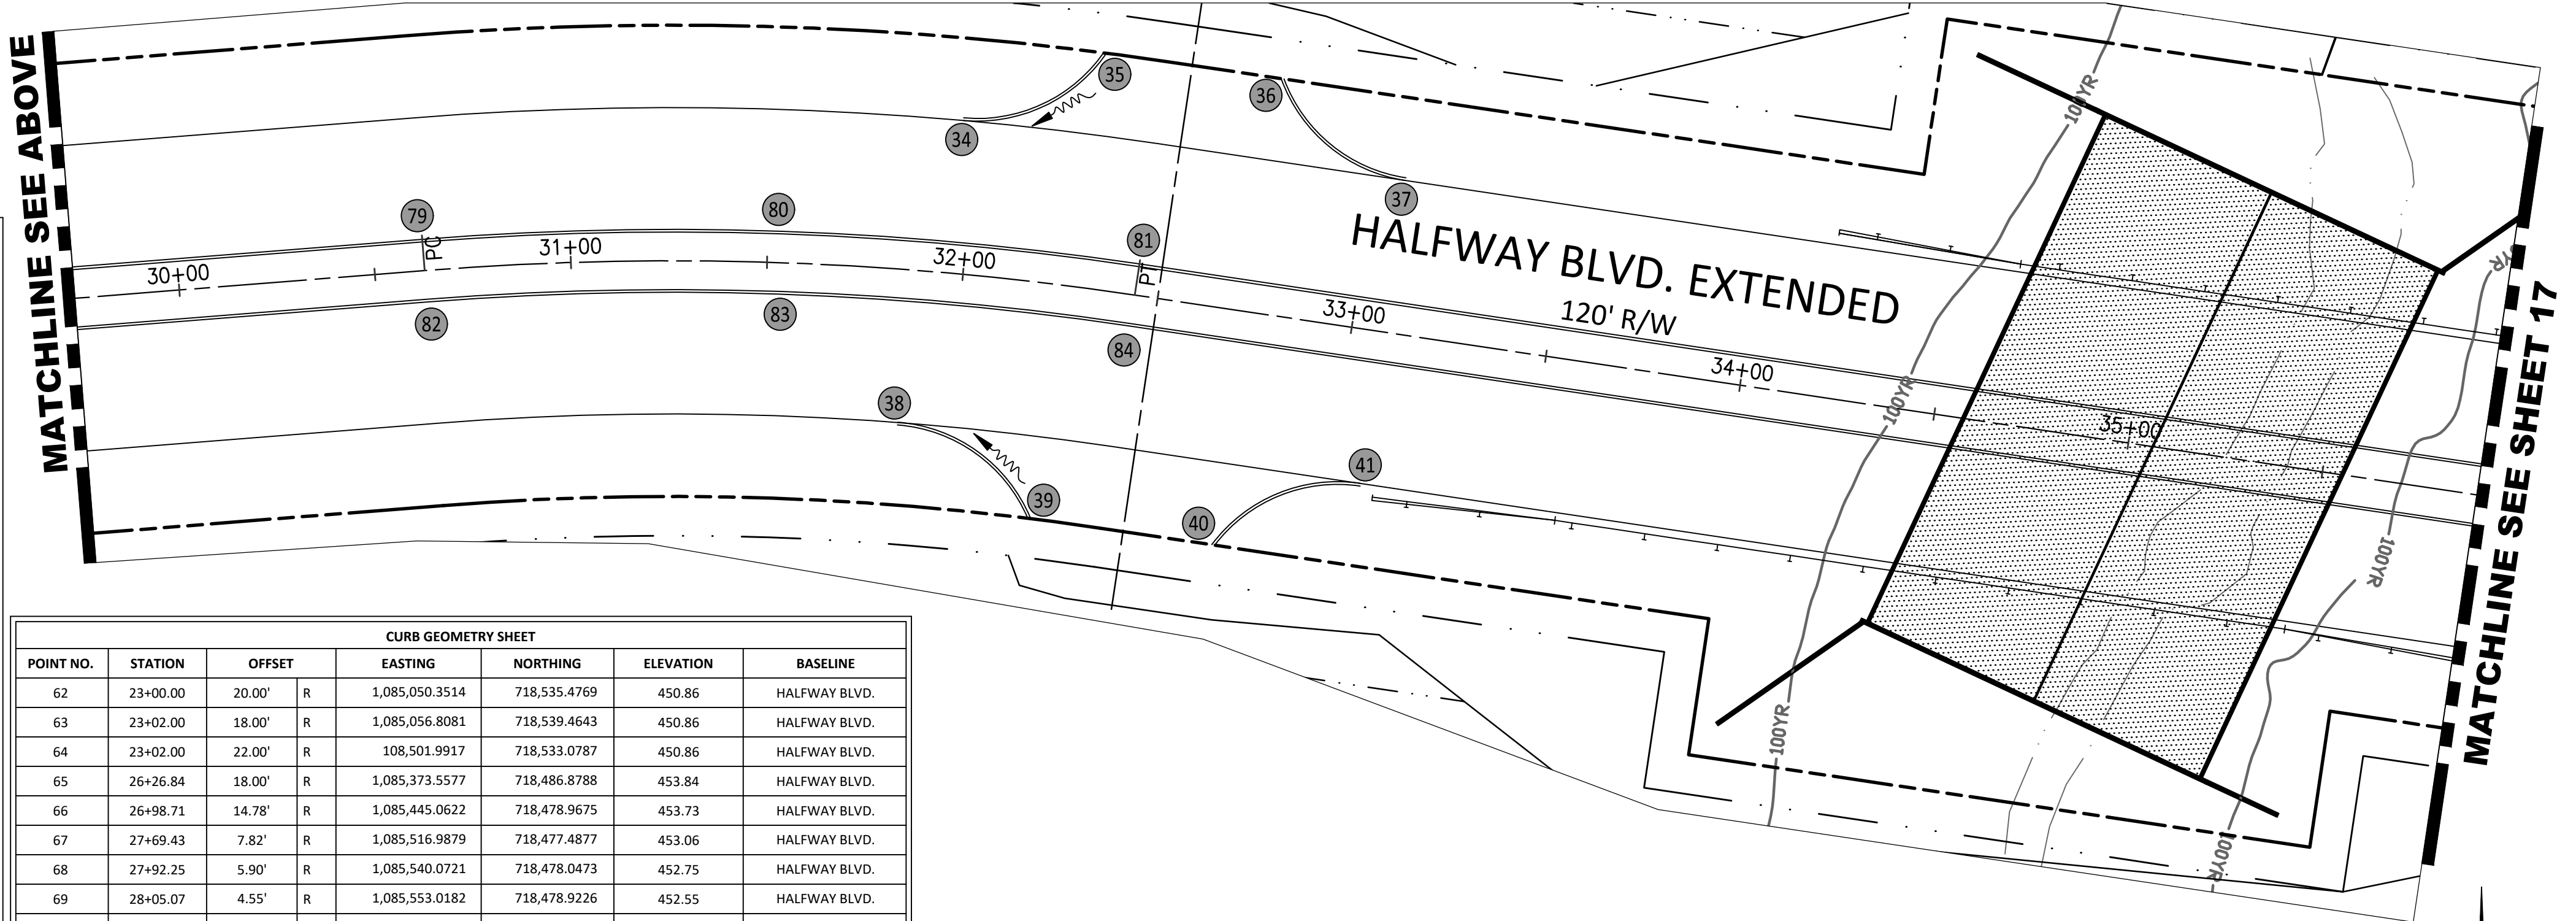 MATCHLINE SEE ABOVE
35
36
34
37
100YR
79
80
81
PC
PT
30+00
31+00
32+00
33+00
34+00
35+00
HALFWAY BLVD. EXTENDED
120' R/W
82
83
84
38
39
40
41
100YR
100YR
100YR
100YR
YR
MATCHLINE SEE SHEET 17
CURB GEOMETRY SHEET
POINT NO. STATION OFFSET EASTING NORTHING ELEVATION BASELINE
62 23+00.00 20.00' R 1,085,050.3514 718,535.4769 450.86 HALFWAY BLVD.
63 23+02.00 18.00' R 1,085,056.8081 718,539.4643 450.86 HALFWAY BLVD.
64 23+02.00 22.00' R 108,501.9917 718,533.0787 450.86 HALFWAY BLVD.
65 26+26.84 18.00' R 1,085,373.5577 718,486.8788 453.84 HALFWAY BLVD.
66 26+98.71 14.78' R 1,085,445.0622 718,478.9675 453.73 HALFWAY BLVD.
67 27+69.43 7.82' R 1,085,516.9879 718,477.4877 453.06 HALFWAY BLVD.
68 27+92.25 5.90' R 1,085,540.0721 718,478.0473 452.75 HALFWAY BLVD.
69 28+05.07 4.55' R 1,085,553.0182 718,478.9226 452.55 HALFWAY BLVD.